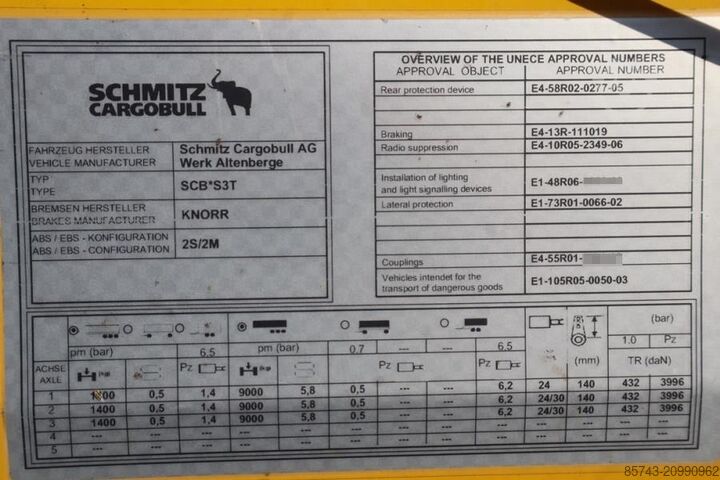 SCHMITZ
CARGOBULL
FAHRZEUG HERSTELLER
VEHICLE MANUFACTURER
Schmitz Cargobull AG
Werk Altenberge
TYP
TYPE
SCB*S3T
BREMSEN HERSTELLER
BRAKES MANUFACTURER
KNORR
ABS / EBS - KONFIGURATION
ABS / EBS - CONFIGURATION
2S/2M
OVERVIEW OF THE UNECE APPROVAL NUMBERS
APPROVAL OBJECT APPROVAL NUMBER
Rear protection device E4-58R02-0277-05
Braking E4-13R-111019
Radio suppression E4-10R05-2349-06
Installation of lighting
and light signalling devices E1-48R06-
Lateral protection E1-73R01-0066-02
Couplings E4-55R01-
Vehicles intendet for the
transport of dangerous goods E1-105R05-0050-03
(bar)
pm (bar) 6.5 pm (bar) 0.7 --- --- 6.5 1.0 Pz
ACHSE
AXLE
(kg) Pz (kg) Pz Pz (mm) TR (daN)
1 0,5 1,4 9000 5,8 0,5 6,2 24 140 432 3996
2 1400 0,5 1,4 9000 5,8 0,5 6,2 24/30 140 432 3996
3 1400 0,5 1,4 9000 5,8 0,5 6,2 24/30 140 432 3996
4 --- --- --- --- --- --- --- --- --- --- --- ---
5 --- --- --- --- --- --- --- --- --- --- --- ---
85743-20990962